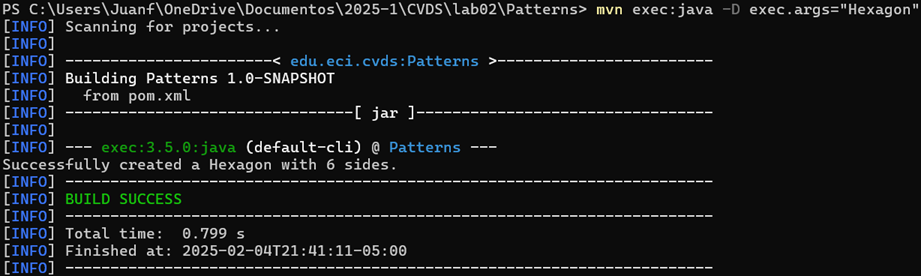 PS C:\Users\Juanf\OneDrive\Documentos\2025-1\CVDS\lab02\Patterns> mvn exec:java -D exec.args="Hexagon"
[INFO] Scanning for projects...
[INFO]
[INFO] ----------------------< edu.eci.cvds:Patterns >-----------------------
[INFO] Building Patterns 1.0-SNAPSHOT
[INFO]   from pom.xml
[INFO] --------------------------------[ jar ]---------------------------------
[INFO]
[INFO] --- exec:3.5.0:java (default-cli) @ Patterns ---
Successfully created a Hexagon with 6 sides.
[INFO] ------------------------------------------------------------------------
[INFO] BUILD SUCCESS
[INFO] ------------------------------------------------------------------------
[INFO] Total time:  0.799 s
[INFO] Finished at: 2025-02-04T21:41:11-05:00
[INFO] ------------------------------------------------------------------------